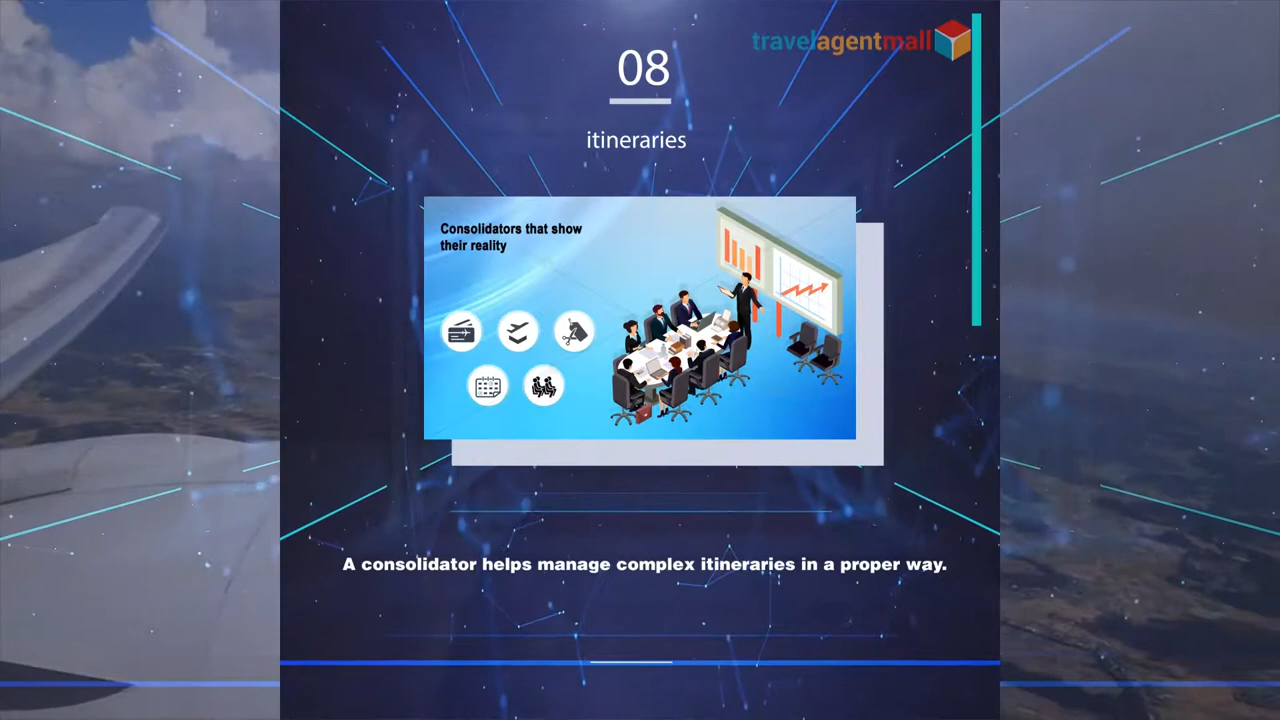 travelagentmall
08
itineraries
Consolidators that show
their reality
A consolidator helps manage complex itineraries in a proper way.